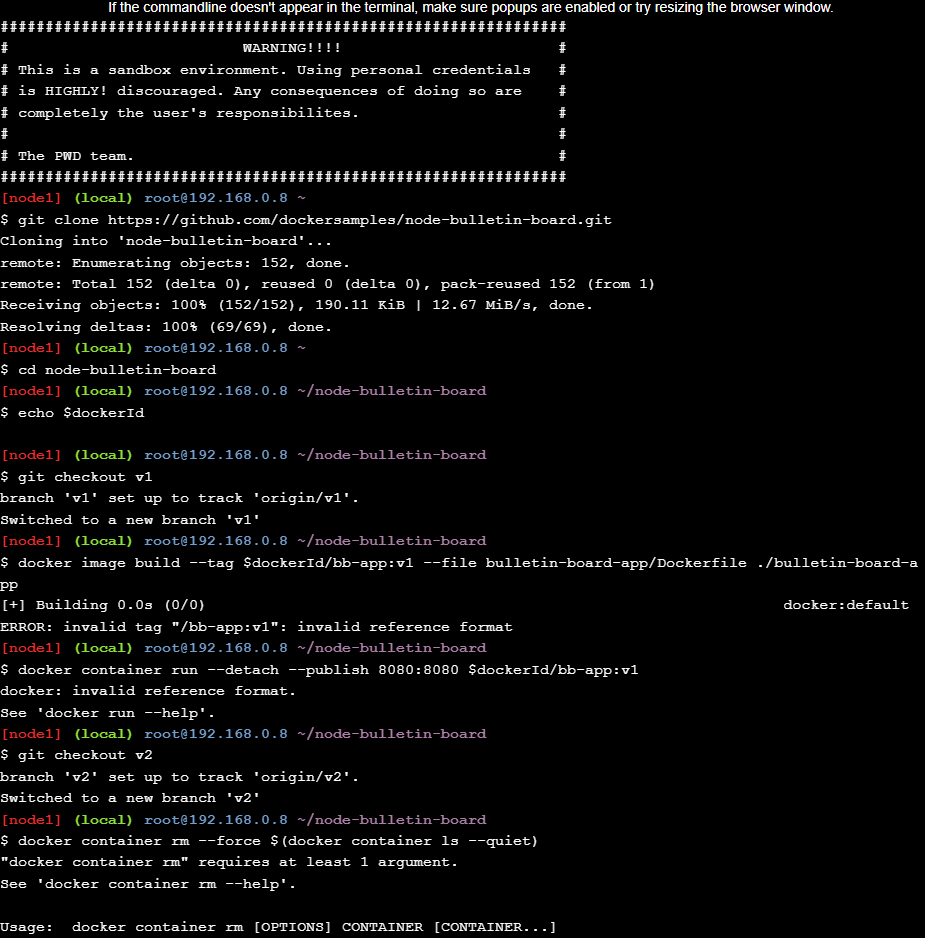 If the commandline doesn't appear in the terminal, make sure popups are enabled or try resizing the browser window.
###############################################################
#                          WARNING!!!!                        #
# This is a sandbox environment. Using personal credentials   #
# is HIGHLY! discouraged. Any consequences of doing so are    #
# completely the user's responsibilites.                      #
#                                                             #
# The PWD team.                                               #
###############################################################
[node1] (local) root@192.168.0.8 ~
$ git clone https://github.com/dockersamples/node-bulletin-board.git
Cloning into 'node-bulletin-board'...
remote: Enumerating objects: 152, done.
remote: Total 152 (delta 0), reused 0 (delta 0), pack-reused 152 (from 1)
Receiving objects: 100% (152/152), 190.11 KiB | 12.67 MiB/s, done.
Resolving deltas: 100% (69/69), done.
[node1] (local) root@192.168.0.8 ~
$ cd node-bulletin-board
[node1] (local) root@192.168.0.8 ~/node-bulletin-board
$ echo $dockerId

[node1] (local) root@192.168.0.8 ~/node-bulletin-board
$ git checkout v1
branch 'v1' set up to track 'origin/v1'.
Switched to a new branch 'v1'
[node1] (local) root@192.168.0.8 ~/node-bulletin-board
$ docker image build --tag $dockerId/bb-app:v1 --file bulletin-board-app/Dockerfile ./bulletin-board-a
pp
[+] Building 0.0s (0/0)                                                                docker:default
ERROR: invalid tag "/bb-app:v1": invalid reference format
[node1] (local) root@192.168.0.8 ~/node-bulletin-board
$ docker container run --detach --publish 8080:8080 $dockerId/bb-app:v1
docker: invalid reference format.
See 'docker run --help'.
[node1] (local) root@192.168.0.8 ~/node-bulletin-board
$ git checkout v2
branch 'v2' set up to track 'origin/v2'.
Switched to a new branch 'v2'
[node1] (local) root@192.168.0.8 ~/node-bulletin-board
$ docker container rm --force $(docker container ls --quiet)
"docker container rm" requires at least 1 argument.
See 'docker container rm --help'.

Usage:  docker container rm [OPTIONS] CONTAINER [CONTAINER...]